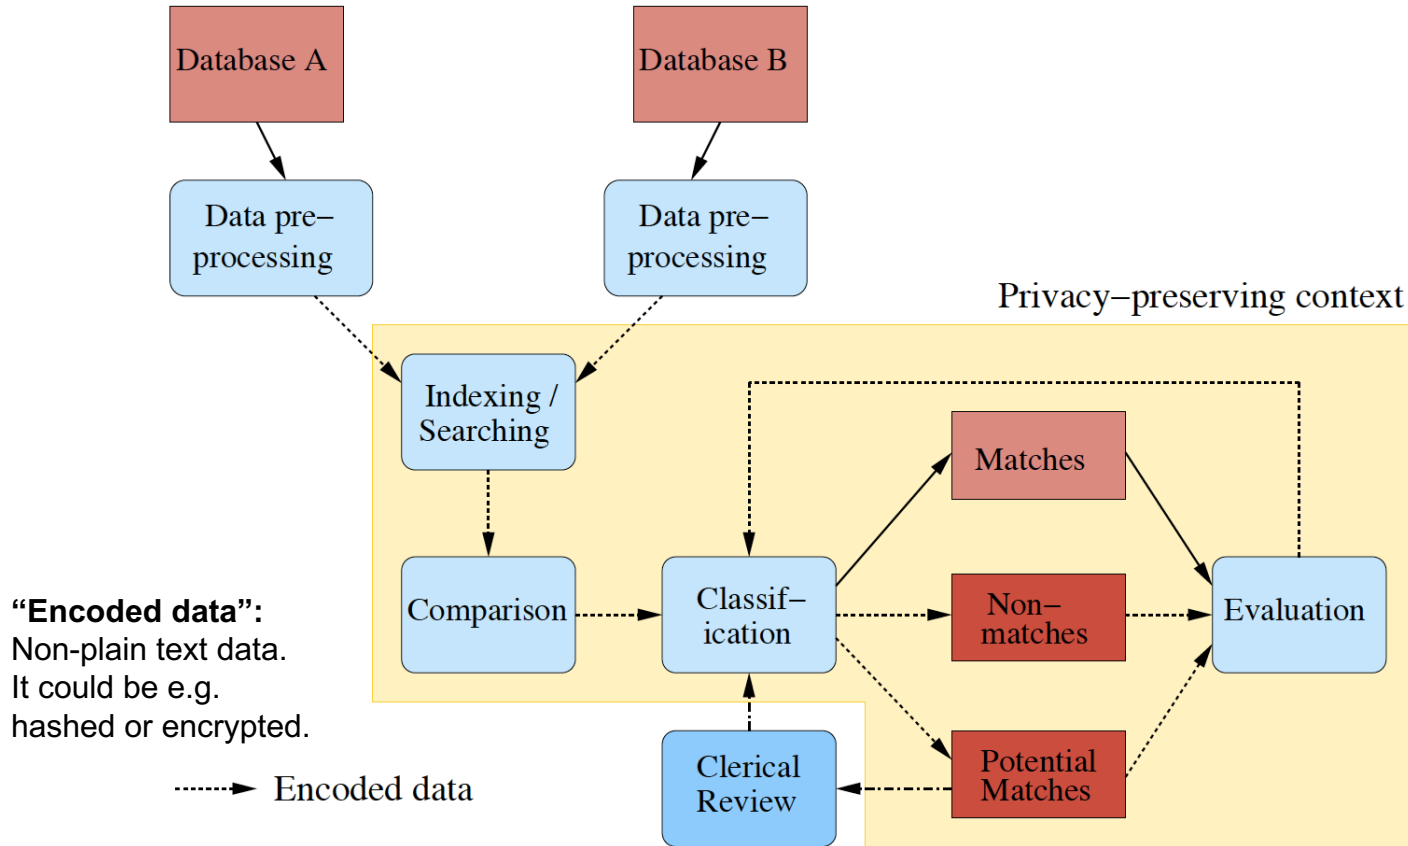 Database A
Database B
Data pre–
processing
Data pre–
processing
Privacy–preserving context
Indexing /
Searching
Matches
Comparison
Classif–
ication
Non–
matches
Evaluation
“Encoded data”:
Non-plain text data.
It could be e.g.
hashed or encrypted.
Clerical
Review
Potential
Matches
Encoded data